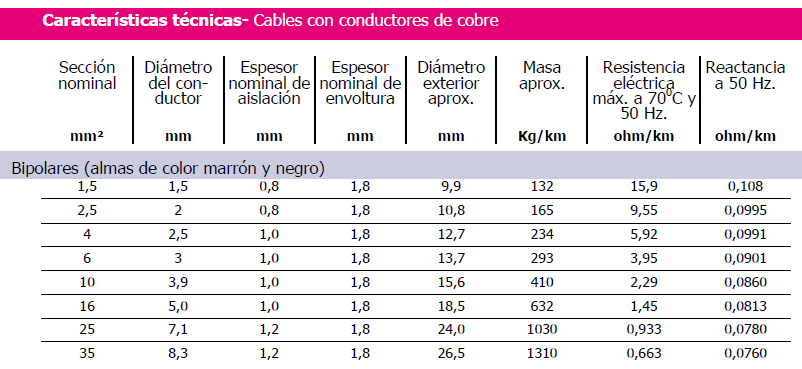 Características técnicas- Cables con conductores de cobre
Sección nominal mm² | Diámetro del con-ductor mm | Espesor nominal de aislación mm | Espesor nominal de envoltura mm | Diámetro exterior aprox. mm | Masa aprox. Kg/km | Resistencia eléctrica máx. a 70⁰C y 50 Hz. ohm/km | Reactancia a 50 Hz. ohm/km
Bipolares (almas de color marrón y negro)
1,5 1,5 0,8 1,8 9,9 132 15,9 0,108
2,5 2 0,8 1,8 10,8 165 9,55 0,0995
4 2,5 1,0 1,8 12,7 234 5,92 0,0991
6 3 1,0 1,8 13,7 293 3,95 0,0901
10 3,9 1,0 1,8 15,6 410 2,29 0,0860
16 5,0 1,0 1,8 18,5 632 1,45 0,0813
25 7,1 1,2 1,8 24,0 1030 0,933 0,0780
35 8,3 1,2 1,8 26,5 1310 0,663 0,0760